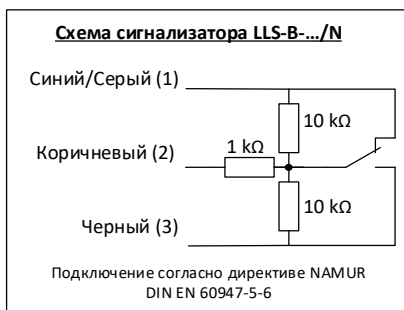 Схема сигнализатора LLS-B-.../N
Синий/Серый (1)
10 kΩ
1 kΩ
Коричневый (2)
10 kΩ
Черный (3)
Подключение согласно директиве NAMUR
DIN EN 60947-5-6